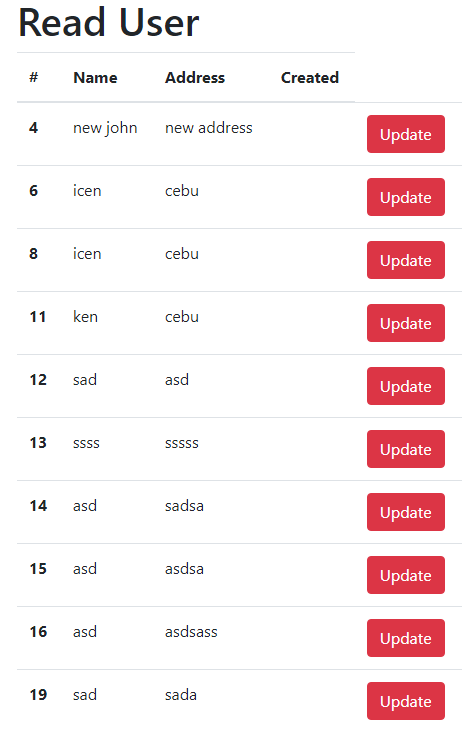 Read User
# Name Address Created
4 new john new address Update
6 icen cebu Update
8 icen cebu Update
11 ken cebu Update
12 sad asd Update
13 ssss sssss Update
14 asd sadsa Update
15 asd asdsa Update
16 asd asdsass Update
19 sad sada Update